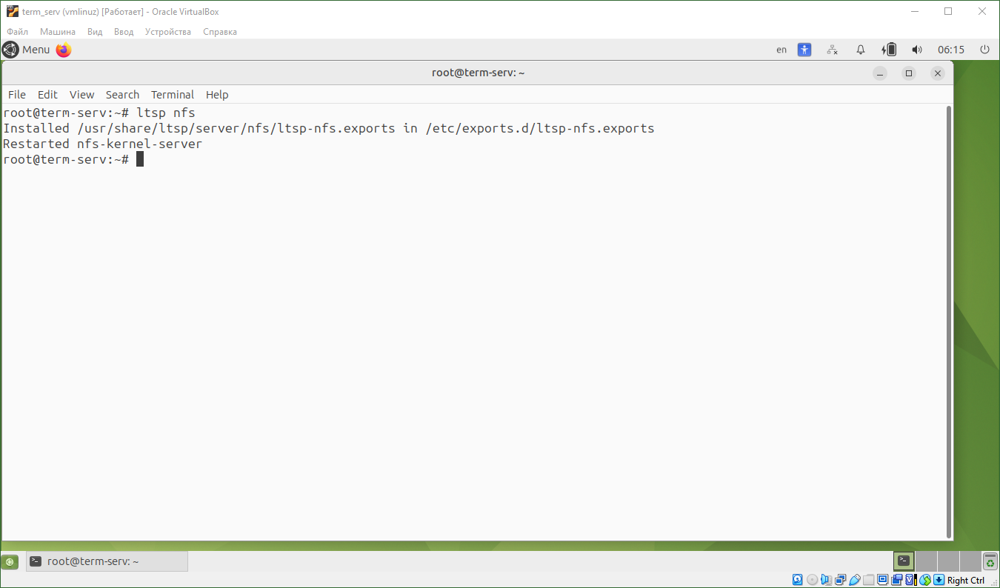 term_serv (vmlinuz) [Работает] - Oracle VirtualBox
Файл Машина Вид Ввод Устройства Справка
Menu en 06:15
root@term-serv: ~
File Edit View Search Terminal Help
root@term-serv:~# ltsp nfs
Installed /usr/share/ltsp/server/nfs/ltsp-nfs.exports in /etc/exports.d/ltsp-nfs.exports
Restarted nfs-kernel-server
root@term-serv:~#
root@term-serv: ~
Right Ctrl